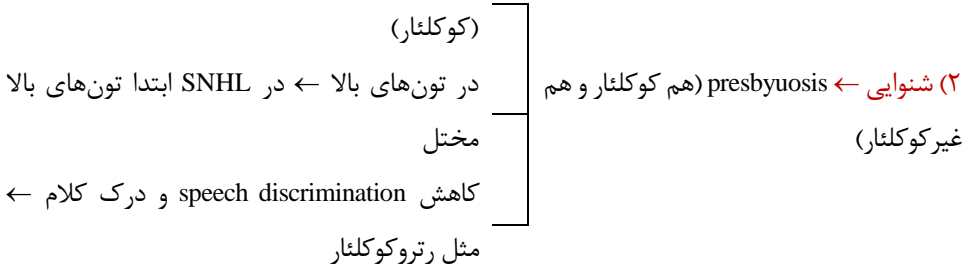 ۲) شنوایی ← presbyuosis (هم کوکلئار و هم
غیرکوکلئار)
(کوکلئار)
در تون‌های بالا ← در SNHL ابتدا تون‌های بالا
مختل
کاهش speech discrimination و درک کلام ←
مثل رتروکوکلئار